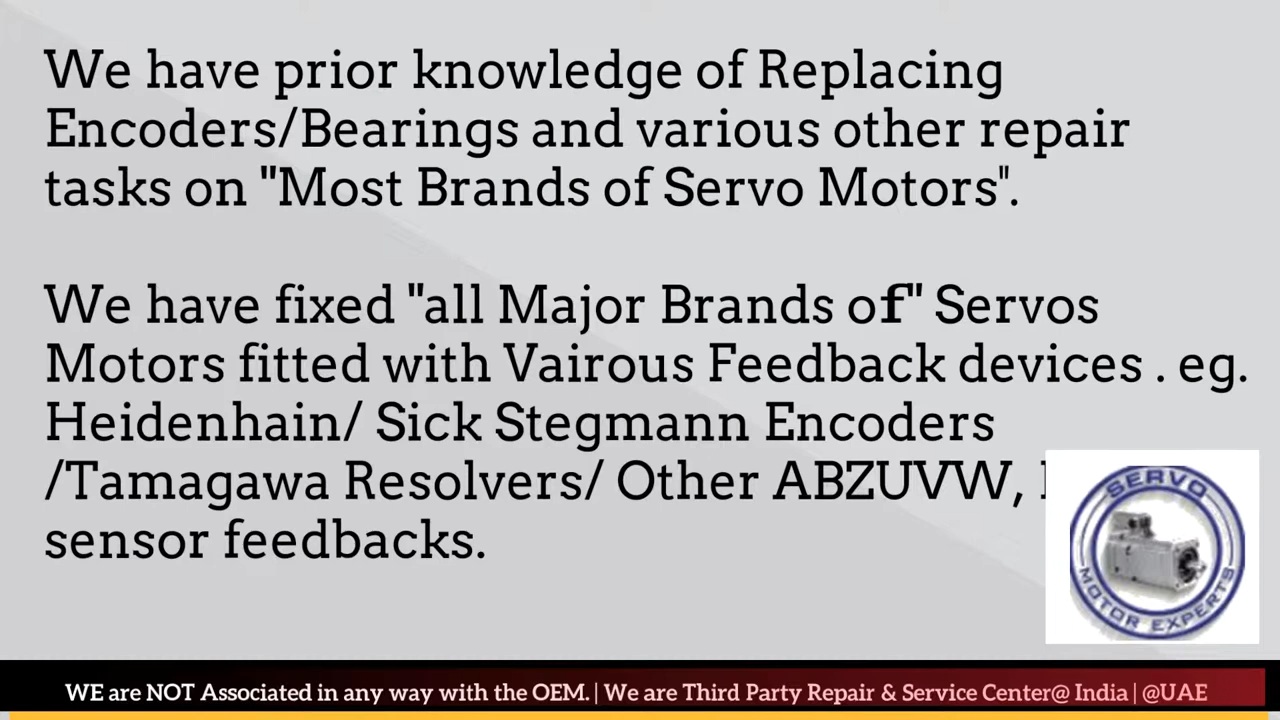 We have prior knowledge of Replacing
Encoders/Bearings and various other repair
tasks on "Most Brands of Servo Motors".
We have fixed "all Major Brands of" Servos
Motors fitted with Vairous Feedback devices . eg.
Heidenhain/ Sick Stegmann Encoders
/Tamagawa Resolvers/ Other ABZUVW,
sensor feedbacks.
SERVO
MOTOR EXPERTS
WE are NOT Associated in any way with the OEM. | We are Third Party Repair & Service Center@ India | @UAE